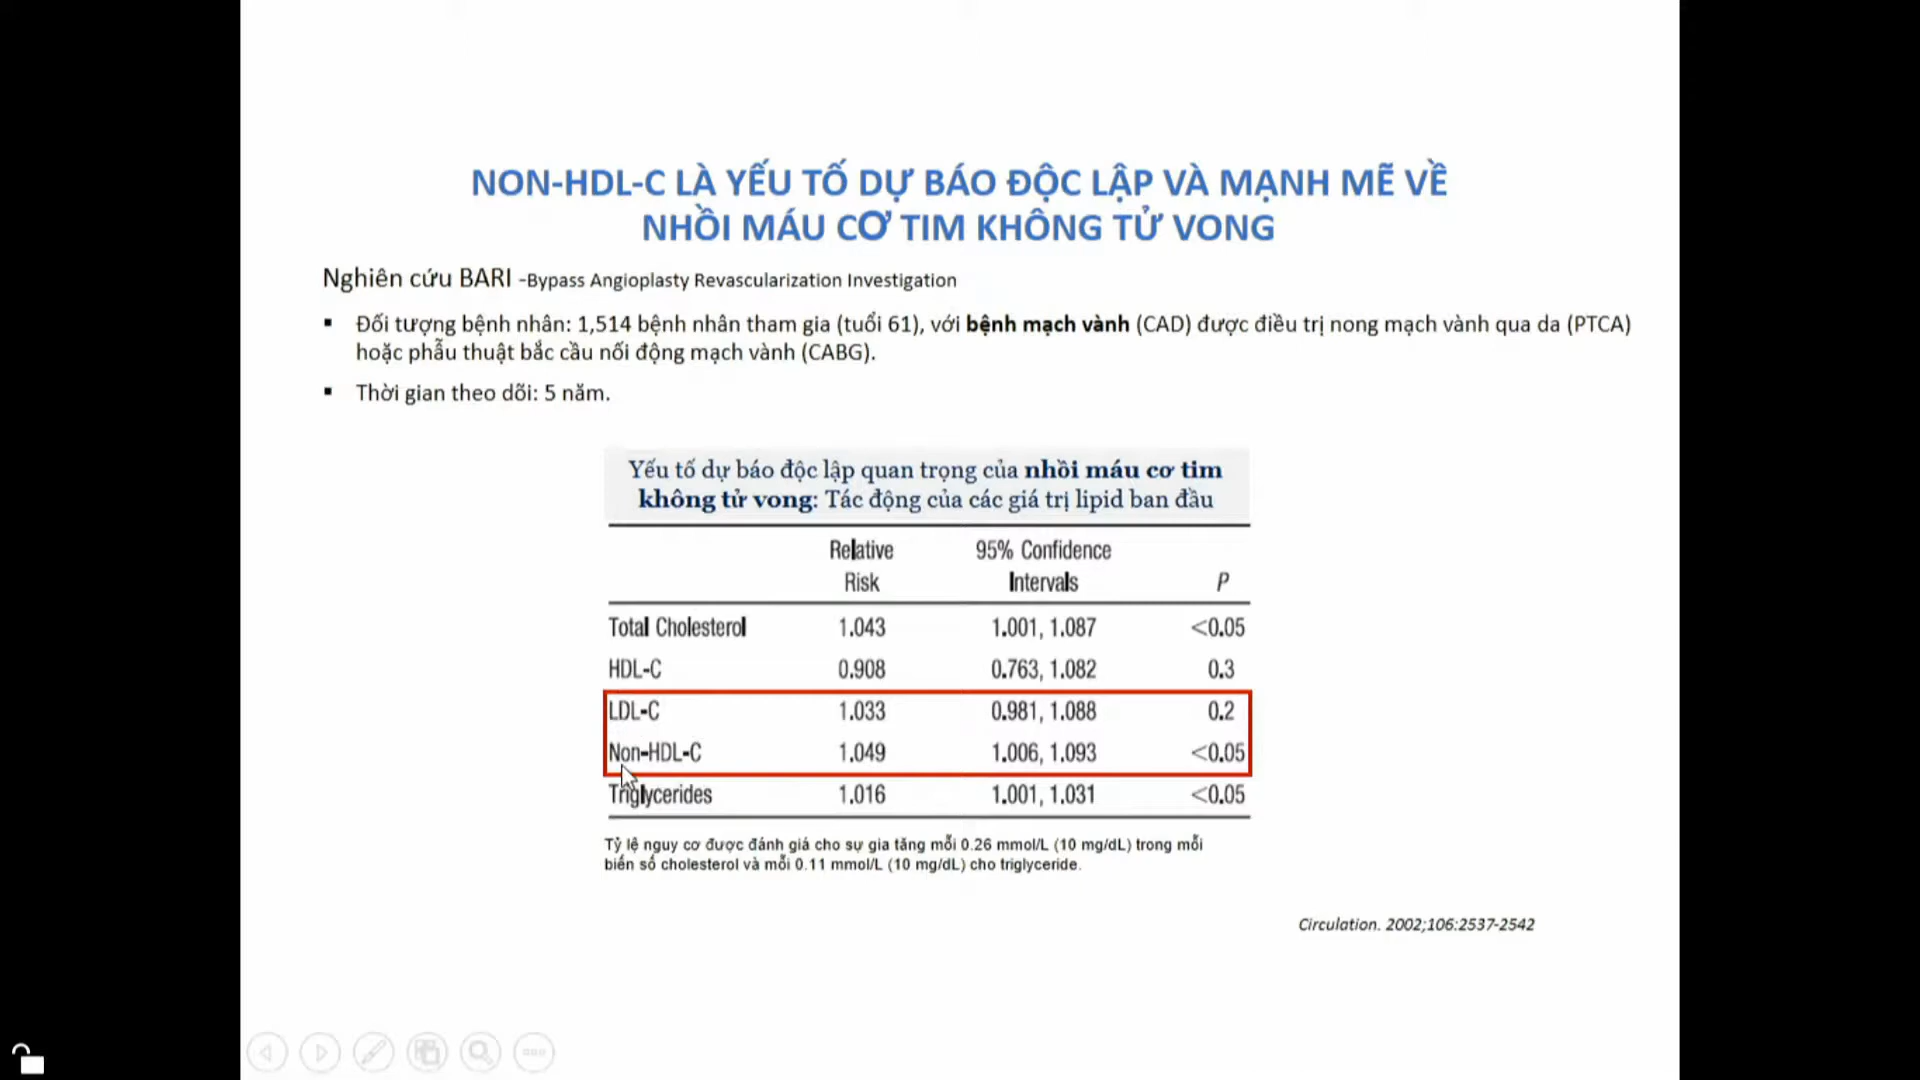 NON-HDL-C LÀ YẾU TỐ DỰ BÁO ĐỘC LẬP VÀ MẠNH MẼ VỀ
NHỒI MÁU CƠ TIM KHÔNG TỬ VONG
Nghiên cứu BARI -Bypass Angioplasty Revascularization Investigation
▪ Đối tượng bệnh nhân: 1,514 bệnh nhân tham gia (tuổi 61), với bệnh mạch vành (CAD) được điều trị nong mạch vành qua da (PTCA)
hoặc phẫu thuật bắc cầu nối động mạch vành (CABG).
▪ Thời gian theo dõi: 5 năm.
Yếu tố dự báo độc lập quan trọng của nhồi máu cơ tim
không tử vong: Tác động của các giá trị lipid ban đầu
Relative 95% Confidence
Risk Intervals P
Total Cholesterol 1.043 1.001, 1.087 <0.05
HDL-C 0.908 0.763, 1.082 0.3
LDL-C 1.033 0.981, 1.088 0.2
Non-HDL-C 1.049 1.006, 1.093 <0.05
Triglycerides 1.016 1.001, 1.031 <0.05
Tỷ lệ nguy cơ được đánh giá cho sự gia tăng mỗi 0.26 mmol/L (10 mg/dL) trong mỗi
biến số cholesterol và mỗi 0.11 mmol/L (10 mg/dL) cho triglyceride.
Circulation. 2002;106:2537-2542